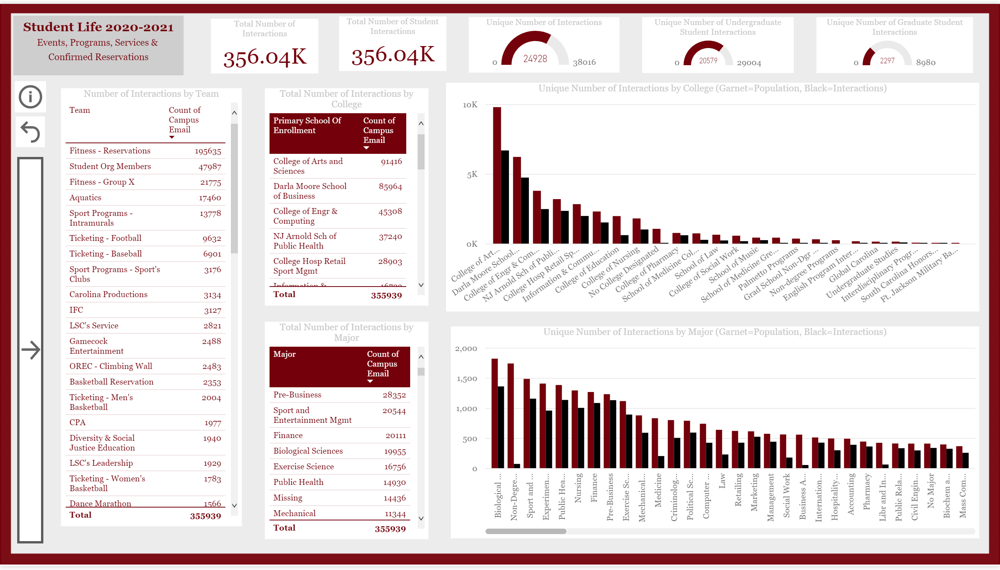 Student Life 2020-2021
Events, Programs, Services &
Confirmed Reservations
Total Number of
Interactions
356.04K
Total Number of Student
Interactions
356.04K
Unique Number of Interactions
0
24928
38016
Unique Number of Undergraduate
Student Interactions
0
20579
29004
Unique Number of Graduate Student
Interactions
0
2297
8980
Number of Interactions by Team
Team
Count of
Campus
Email
Fitness - Reservations 195635
Student Org Members 47987
Fitness - Group X 21775
Aquatics 17460
Sport Programs - 13778
Intramurals
Ticketing - Football 9632
Ticketing - Baseball 6901
Sport Programs - Sport's 3176
Clubs
Carolina Productions 3134
IFC 3127
LSC's Service 2821
Gamecock 2488
Entertainment
OREC - Climbing Wall 2483
Basketball Reservation 2353
Ticketing - Men's 2004
Basketball
CPA 1977
Diversity & Social 1940
Justice Education
LSC's Leadership 1929
Ticketing - Women's 1783
Basketball
Dance Marathon 1566
Total 355939
Total Number of Interactions by
College
Primary School Of
Enrollment
Count of
Campus
Email
College of Arts and 91416
Sciences
Darla Moore School 85964
of Business
College of Engr & 45308
Computing
NJ Arnold Sch of 37240
Public Health
College Hosp Retail 28903
Sport Mgmt
Information &
Total 355939
Total Number of Interactions by
Major
Major
Count of
Campus
Email
Pre-Business 28352
Sport and 20544
Entertainment Mgmt
Finance 20111
Biological Sciences 19955
Exercise Science 16756
Public Health 14930
Missing 14436
Mechanical 11344
Total 355939
Unique Number of Interactions by College (Garnet=Population, Black=Interactions)
10K
5K
0K
College of Art...
Darla Moore School...
College of Engr & Com...
NJ Arnold Sch of Publi...
College Hosp Retail Sp...
Information & Commu...
College of Education
College of Nursing
No College Designated
College of Pharmacy
School of Medicine Col...
School of Law
College of Social Work
School of Music
School of Medicine Gre...
Palmetto Programs
Grad School Non-Dgr ...
Non-degree Programs
English Program Inter...
Global Carolina
Undergraduate Studies
Interdisciplinary Progr...
South Carolina Honors...
Ft. Jackson Military Ba...
Unique Number of Interactions by Major (Garnet=Population, Black=Interactions)
2,000
1,500
1,000
500
0
Biological ...
Non-Degre...
Sport and ...
Experimen...
Public Hea...
Nursing
Finance
Pre-Business
Exercise Sc...
Mechanical...
Medicine
Criminolog...
Political Sc...
Computer ...
Law
Retailing
Marketing
Management
Social Work
Business A...
Internation...
Hospitality...
Accounting
Pharmacy
Libr and In...
Public Rela...
Civil Engin...
No Major
Biochem a...
Mass Com...